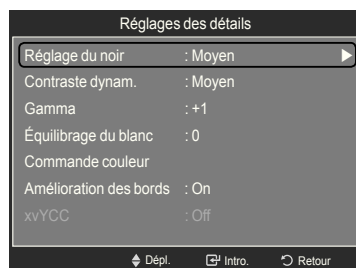 Réglages des détails
Réglage du noir : Moyen
Contraste dynam. : Moyen
Gamma : +1
Équilibrage du blanc : 0
Commande couleur
Amélioration des bords : On
xvYCC : Off
Dépl. Intro. Retour